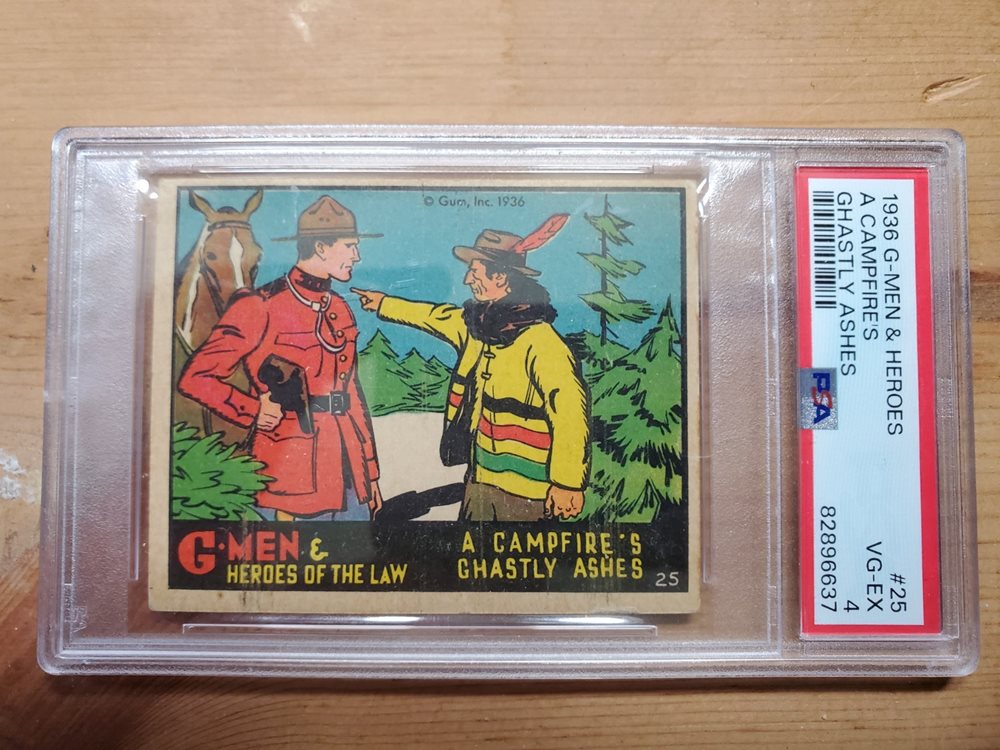 © Gum, Inc. 1936
G-MEN &
HEROES OF THE LAW
A CAMPFIRE'S
GHASTLY ASHES
25
1936 G-MEN & HEROES
A CAMPFIRE'S
GHASTLY ASHES
PSA
#25
VG-EX
4
82896637